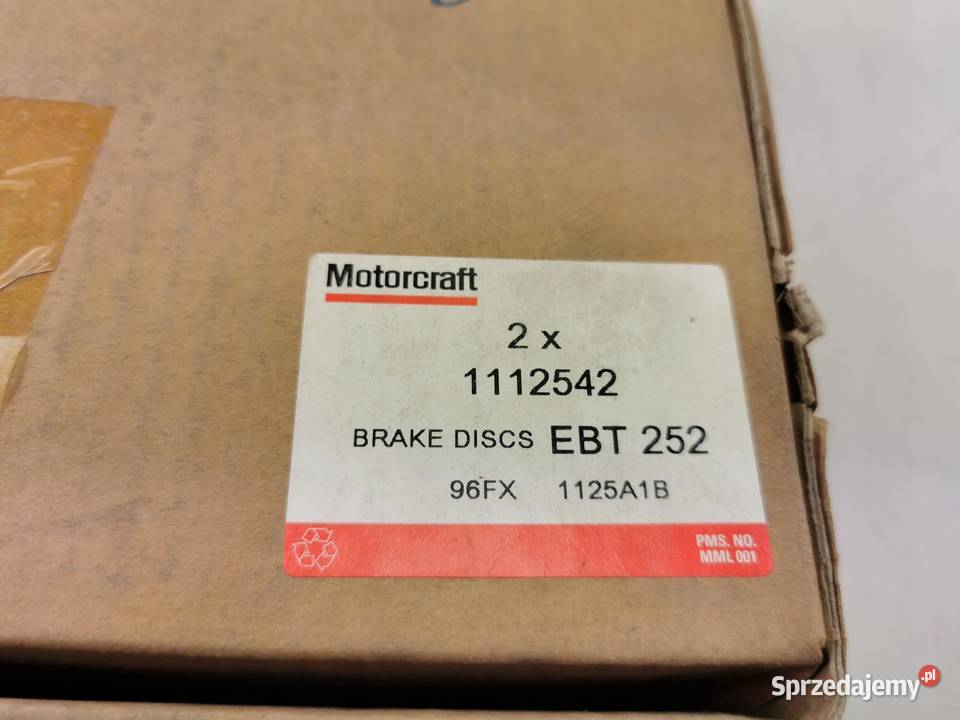 Motorcraft
2 x
1112542
BRAKE DISCS EBT 252
96FX 1125A1B
PMS. NO.
MML 001
Sprzedajemy.pl